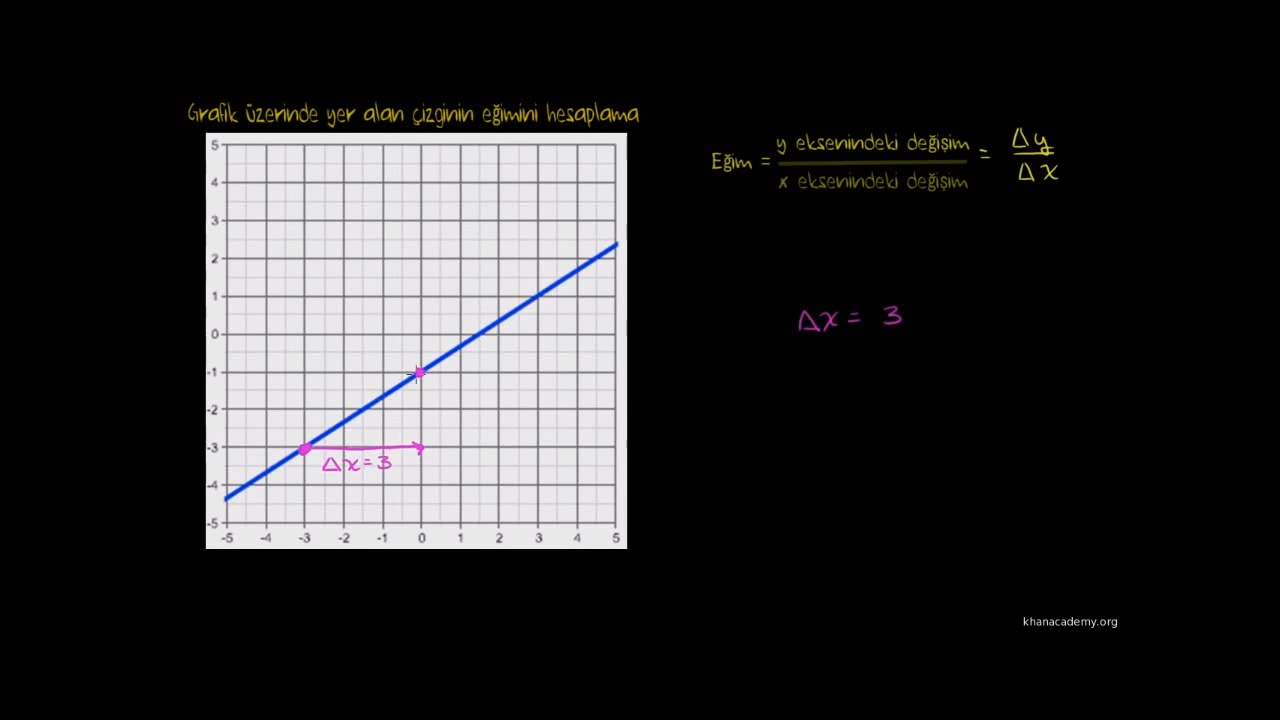 Grafik üzerinde yer alan çizginin eğimini hesaplama
Eğim = y eksenindeki değişim / x eksenindeki değişim = Δy / Δx
5
4
3
2
1
0
-1
-2
-3
-4
-5
-5 -4 -3 -2 -1 0 1 2 3 4 5
Δx=3
Δx = 3
khanacademy.org